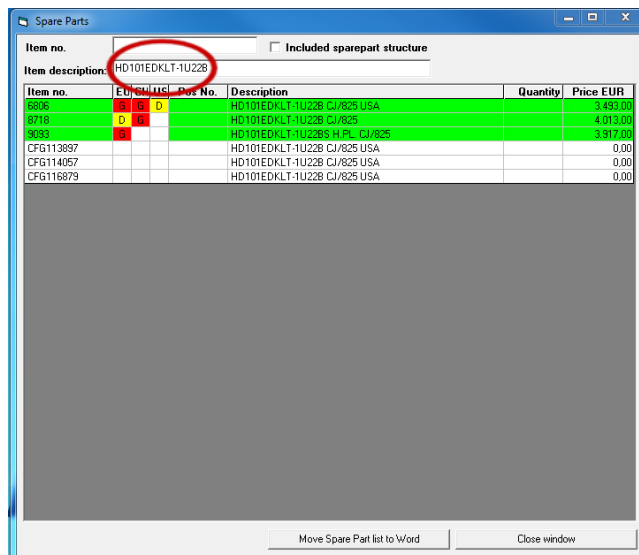 Spare Parts
Item no.
Included sparepart structure
Item description: HD101EDKLT-1U22B
Item no. EU CH US Pos No. Description Quantity Price EUR
6806 G G D HD101EDKLT-1U22B CJ/825 USA 3.493,00
8718 D G HD101EDKLT-1U22B CJ/825 4.013,00
9093 G HD101EDKLT-1U22BS H.PL. CJ/825 3.917,00
CFG113897 HD101EDKLT-1U22B CJ/825 USA 0,00
CFG114057 HD101EDKLT-1U22B CJ/825 USA 0,00
CFG116879 HD101EDKLT-1U22B CJ/825 USA 0,00
Move Spare Part list to Word Close window